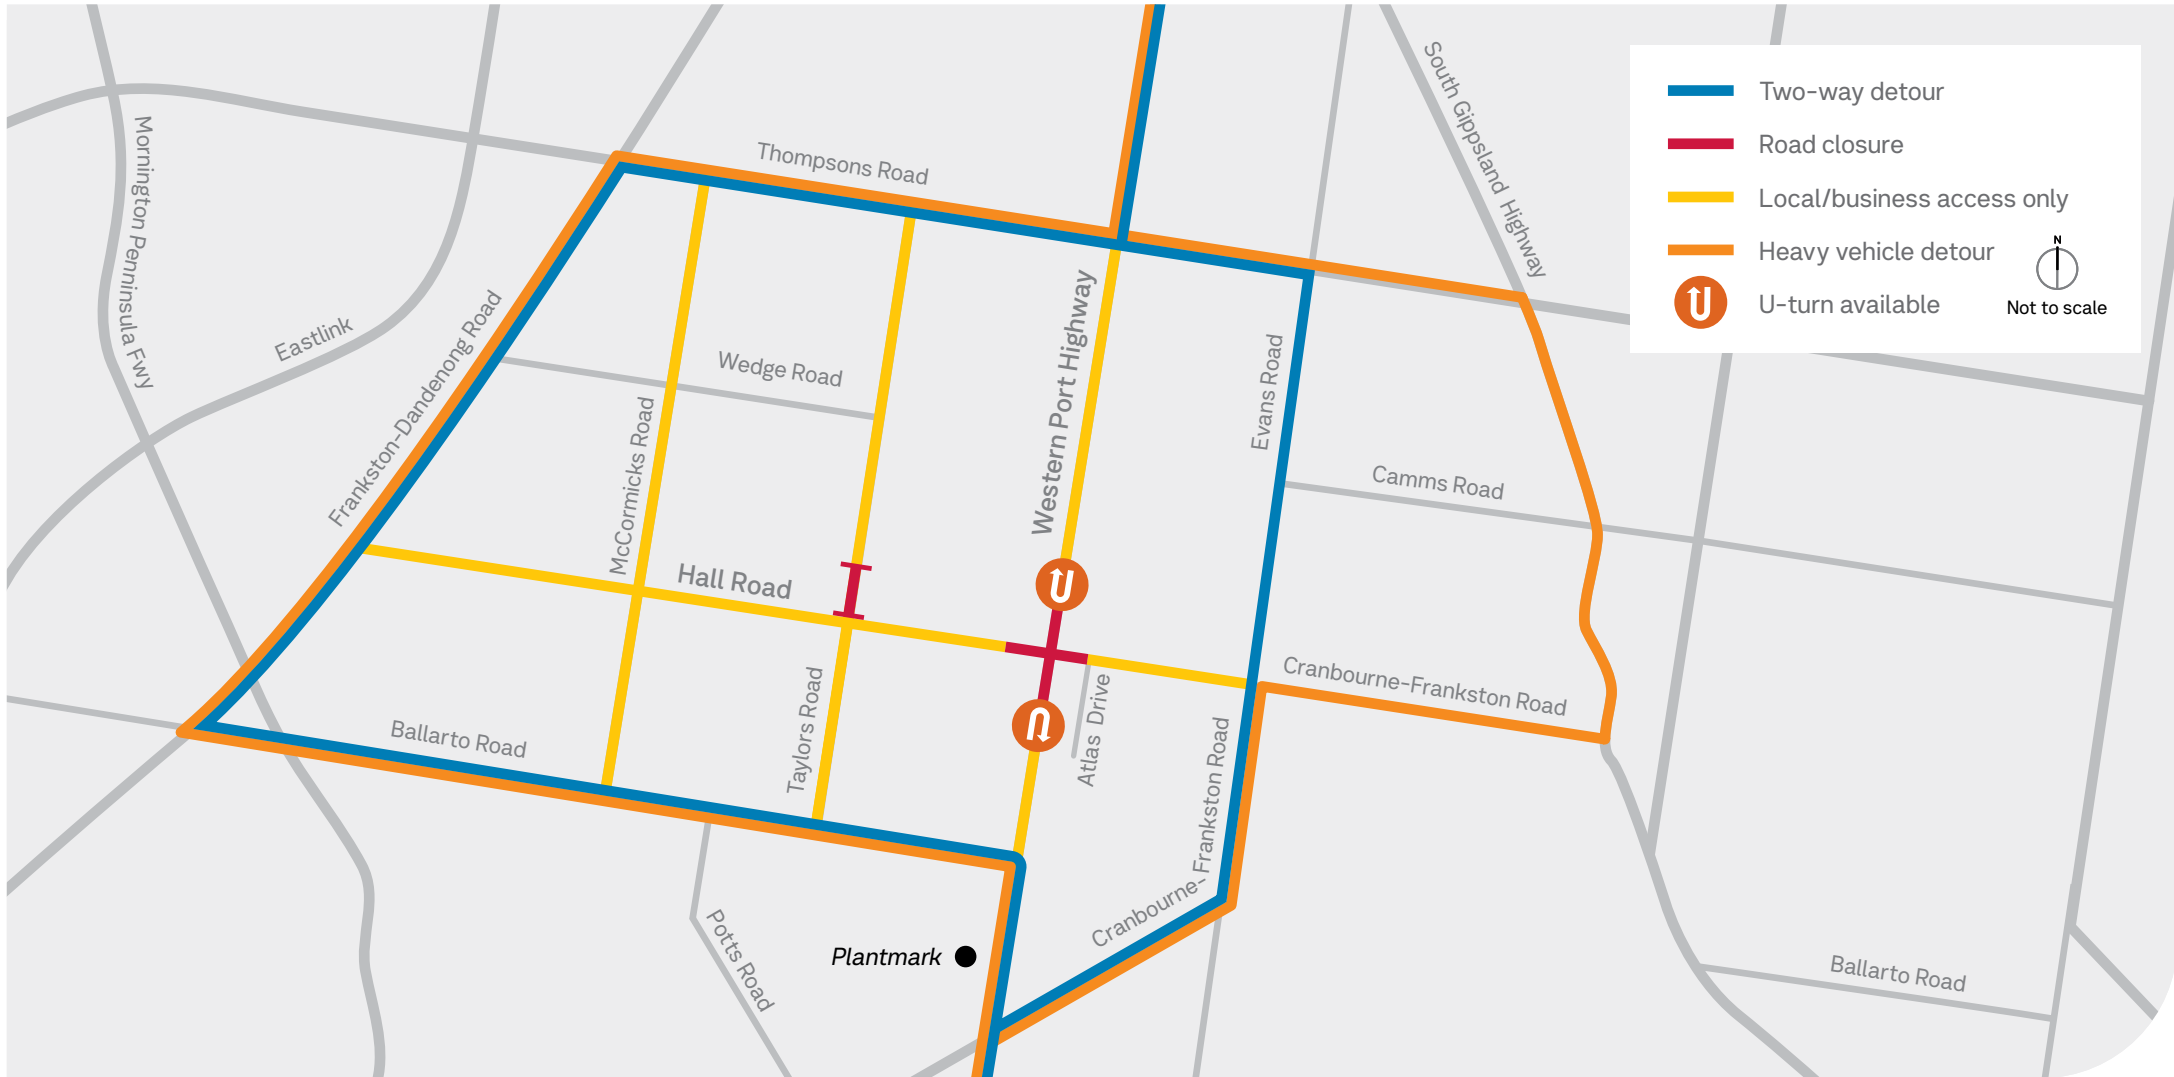 Two-way detour
Road closure
Local/business access only
Heavy vehicle detour
U-turn available
N
Not to scale
South Gippsland Highway
Mornington Peninsula Fwy
Thompsons Road
Eastlink
Frankston-Dandenong Road
Wedge Road
McCormicks Road
Western Port Highway
Evans Road
Camms Road
Hall Road
Cranbourne-Frankston Road
Taylors Road
Atlas Drive
Ballarto Road
Cranbourne-Frankston Road
Potts Road
Plantmark
Ballarto Road